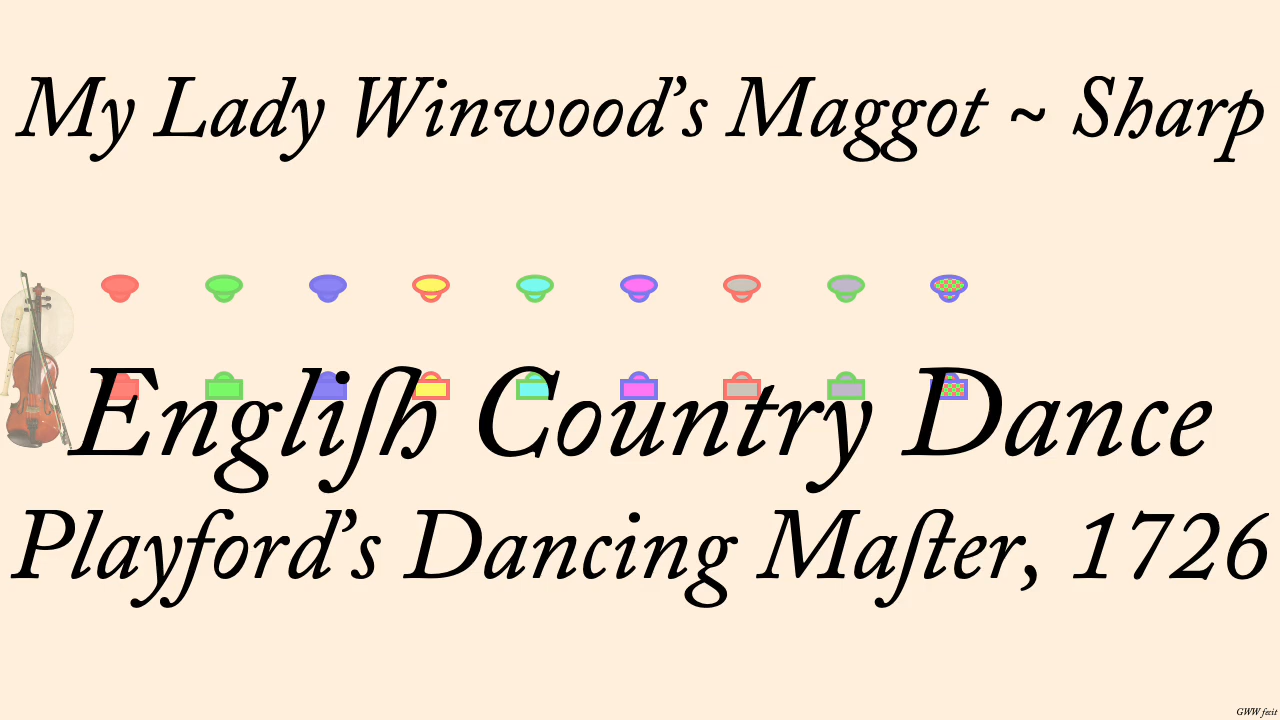 My Lady Winwood’s Maggot ~ Sharp
Engliſh Country Dance
Playford’s Dancing Maſter, 1726
GWW fecit